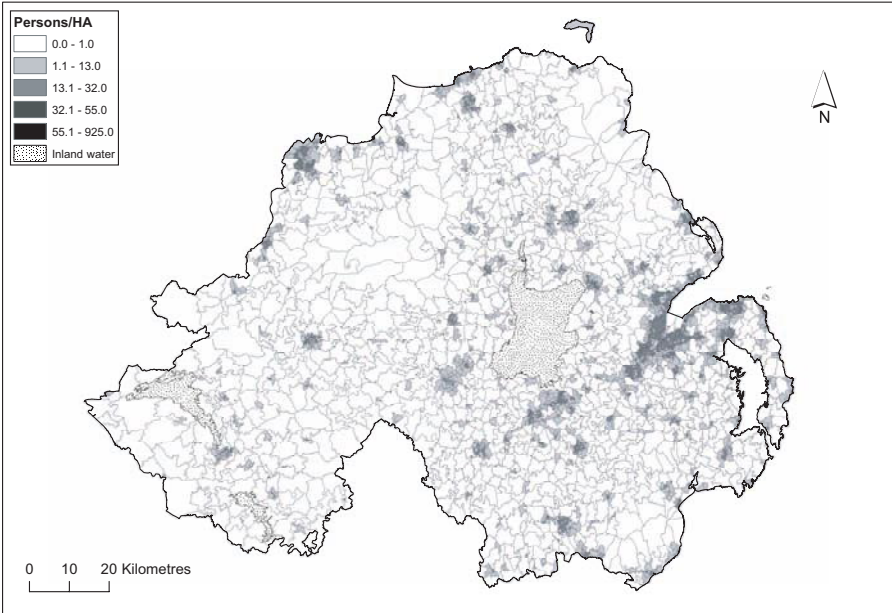 Persons/HA
0.0 - 1.0
1.1 - 13.0
13.1 - 32.0
32.1 - 55.0
55.1 - 925.0
Inland water
N
0 10 20 Kilometres